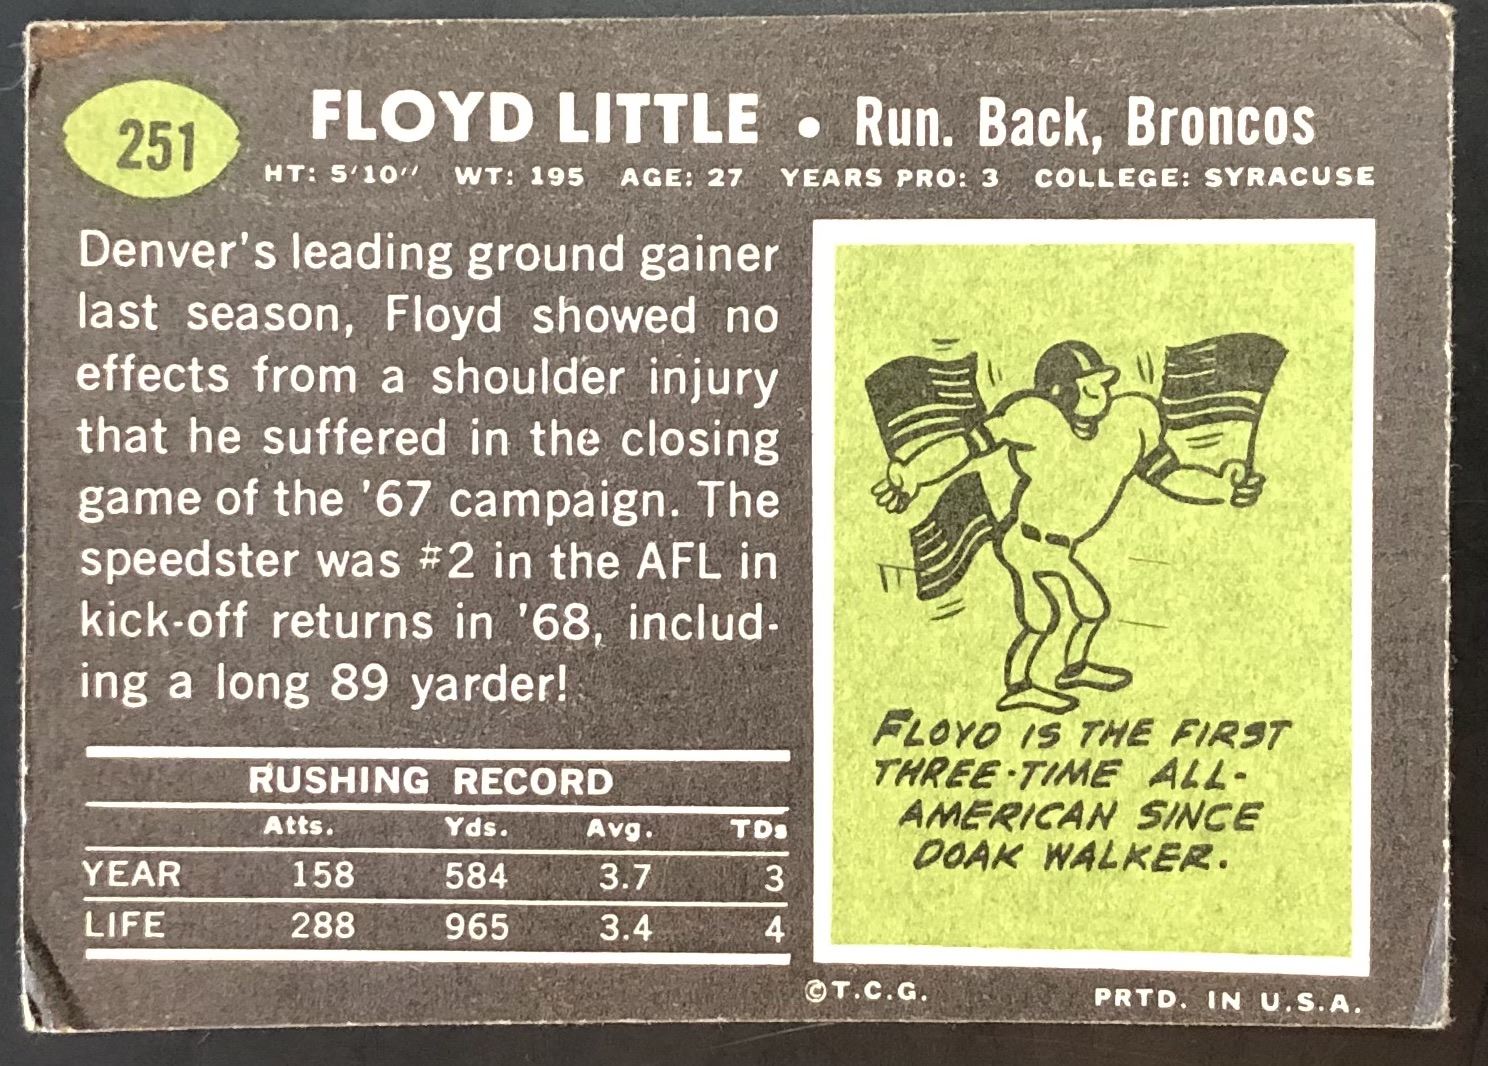 251
FLOYD LITTLE • Run. Back, Broncos
HT: 5'10" WT: 195 AGE: 27 YEARS PRO: 3 COLLEGE: SYRACUSE
Denver's leading ground gainer
last season, Floyd showed no
effects from a shoulder injury
that he suffered in the closing
game of the '67 campaign. The
speedster was #2 in the AFL in
kick-off returns in '68, includ-
ing a long 89 yarder!
RUSHING RECORD
Atts. Yds. Avg. TDs
YEAR 158 584 3.7 3
LIFE 288 965 3.4 4
FLOYD IS THE FIRST
THREE-TIME ALL-
AMERICAN SINCE
DOAK WALKER.
©T.C.G. PRTD. IN U.S.A.